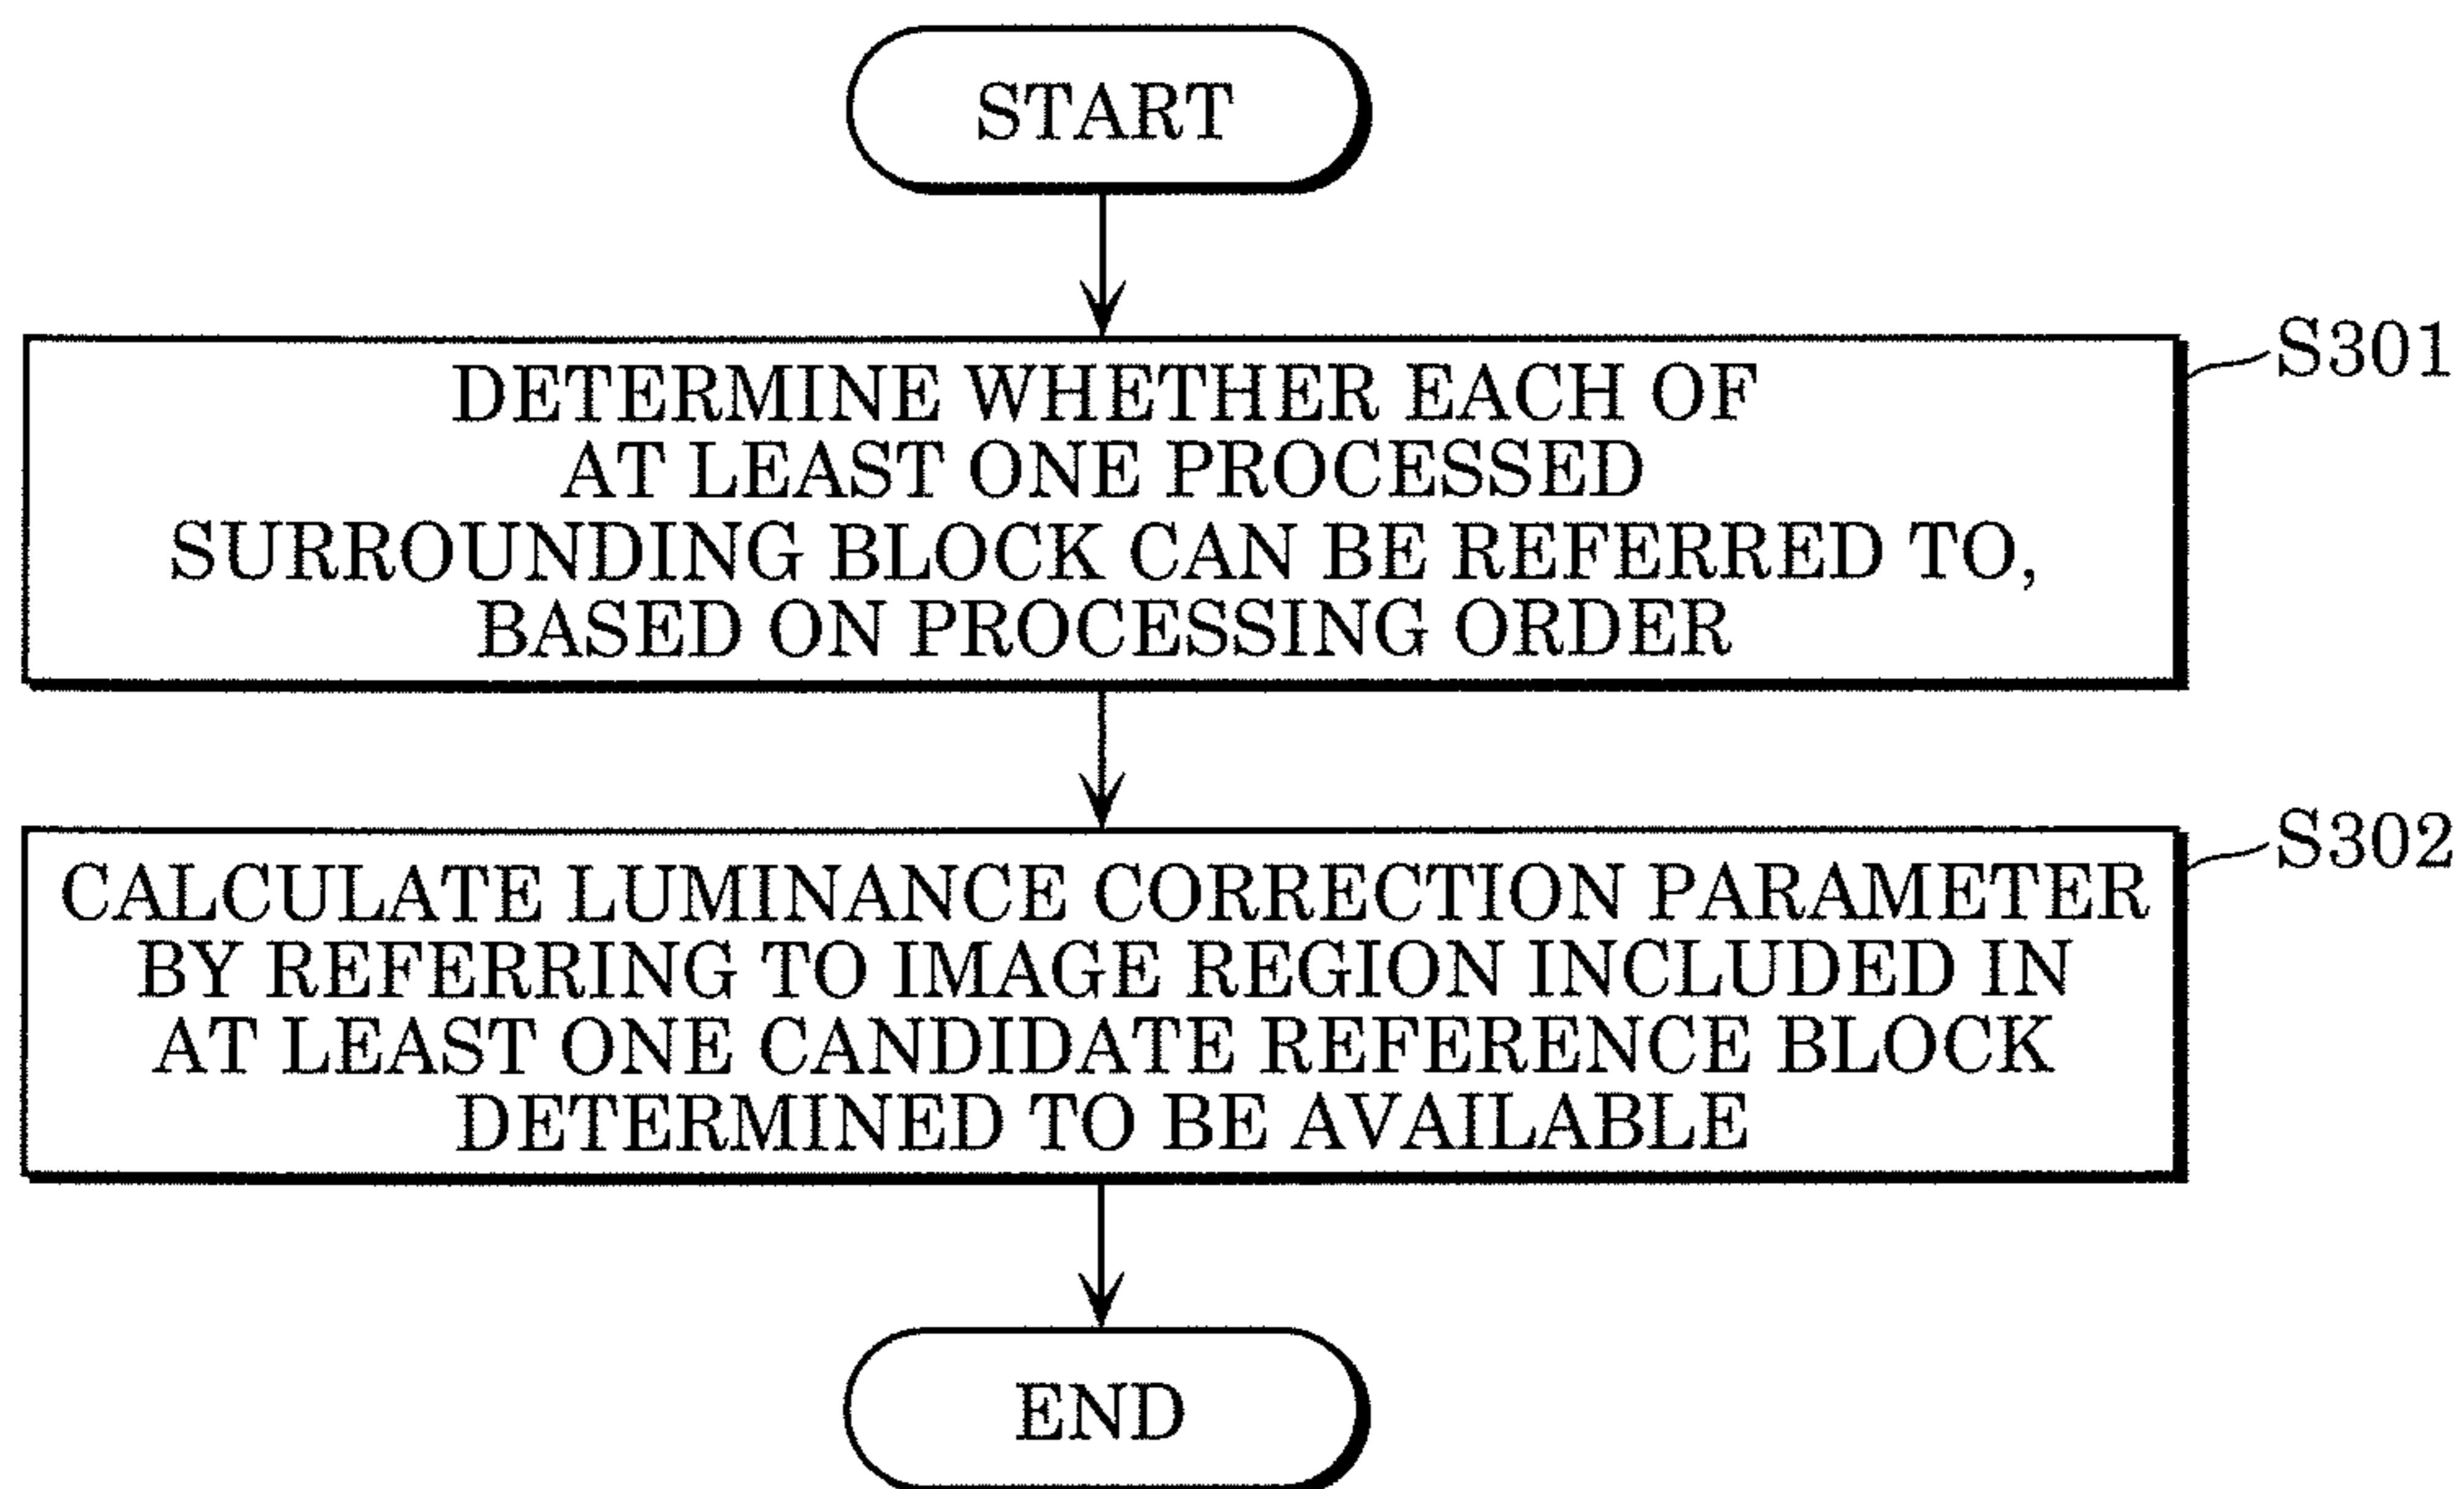 START
S301
DETERMINE WHETHER EACH OF
AT LEAST ONE PROCESSED
SURROUNDING BLOCK CAN BE REFERRED TO,
BASED ON PROCESSING ORDER
S302
CALCULATE LUMINANCE CORRECTION PARAMETER
BY REFERRING TO IMAGE REGION INCLUDED IN
AT LEAST ONE CANDIDATE REFERENCE BLOCK
DETERMINED TO BE AVAILABLE
END